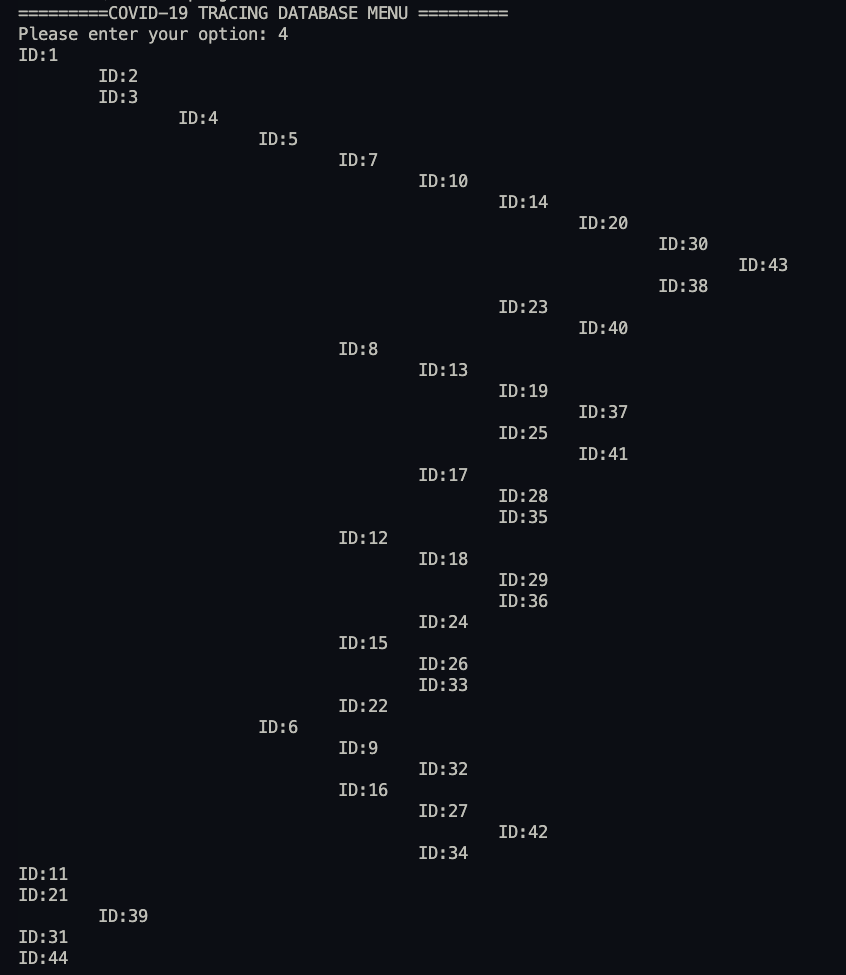 =========COVID-19 TRACING DATABASE MENU =========
Please enter your option: 4
ID:1
ID:2
ID:3
ID:4
ID:5
ID:7
ID:10
ID:14
ID:20
ID:30
ID:43
ID:38
ID:23
ID:40
ID:8
ID:13
ID:19
ID:37
ID:25
ID:41
ID:17
ID:28
ID:35
ID:12
ID:18
ID:29
ID:36
ID:24
ID:15
ID:26
ID:33
ID:22
ID:6
ID:9
ID:32
ID:16
ID:27
ID:42
ID:34
ID:11
ID:21
ID:39
ID:31
ID:44